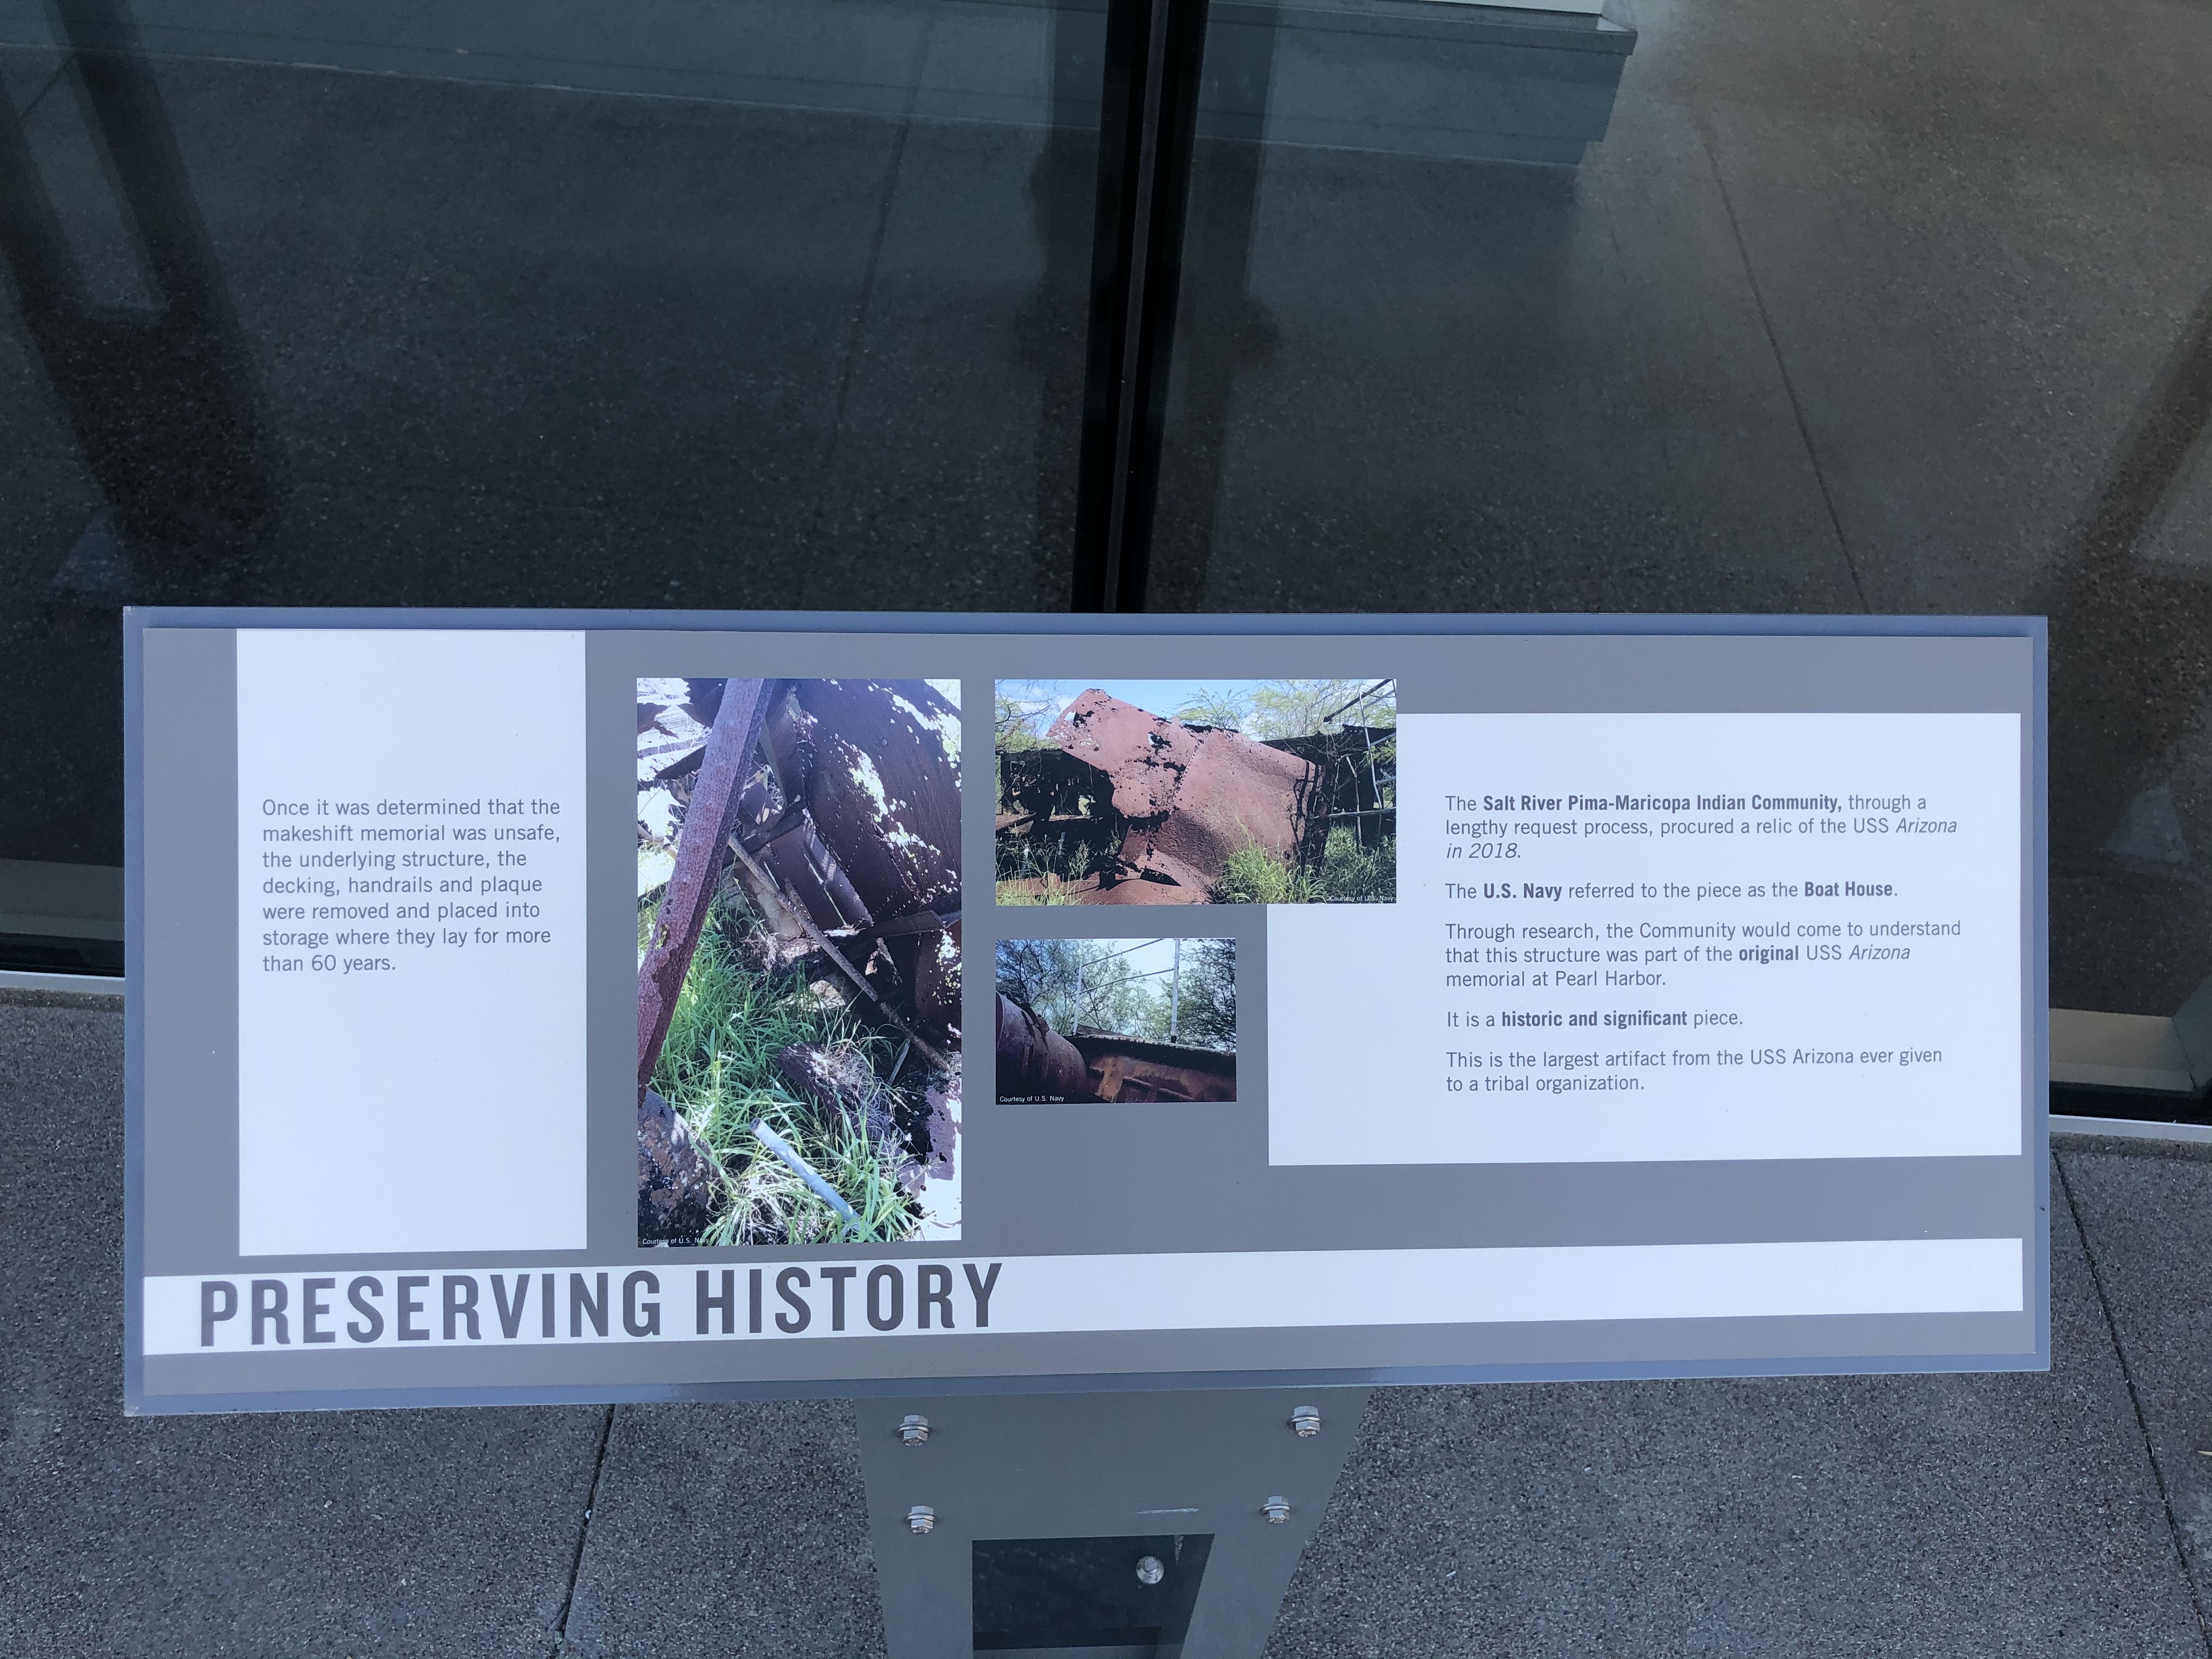 Once it was determined that the
makeshift memorial was unsafe,
the underlying structure, the
decking, handrails and plaque
were removed and placed into
storage where they lay for more
than 60 years.
Courtesy of U.S. Navy
Courtesy of U.S. Navy
Courtesy of U.S. Navy
The Salt River Pima-Maricopa Indian Community, through a
lengthy request process, procured a relic of the USS Arizona
in 2018.
The U.S. Navy referred to the piece as the Boat House.
Through research, the Community would come to understand
that this structure was part of the original USS Arizona
memorial at Pearl Harbor.
It is a historic and significant piece.
This is the largest artifact from the USS Arizona ever given
to a tribal organization.
PRESERVING HISTORY